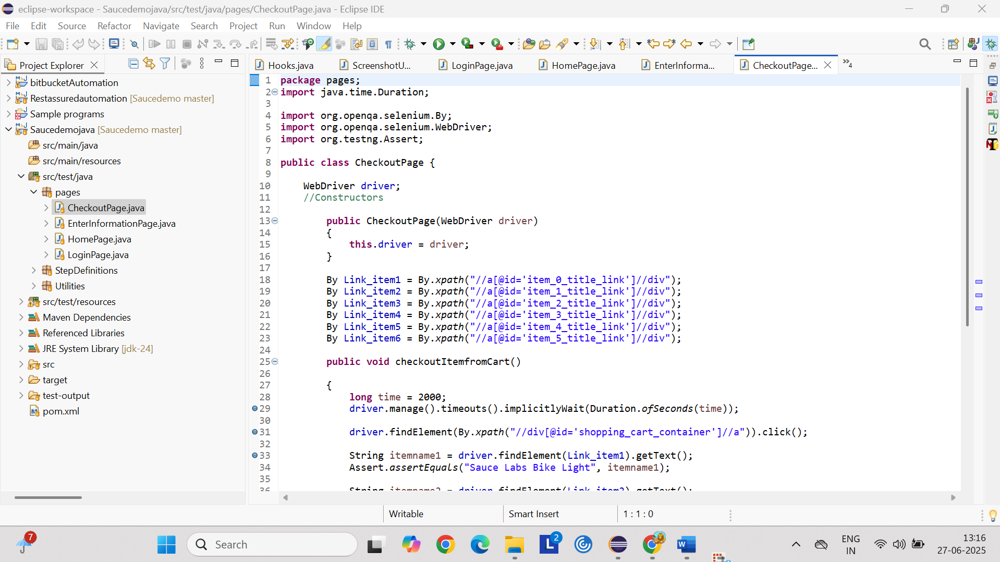 eclipse-workspace - Saucedemojava/src/test/java/pages/CheckoutPage.java - Eclipse IDE
File Edit Source Refactor Navigate Search Project Run Window Help
Project Explorer
Hooks.java ScreenshotU... LoginPage.java HomePage.java EnterInforma... CheckoutPage... »4
bitbucketAutomation
Restassuredautomation [Saucedemo master]
Sample programs
Saucedemojava [Saucedemo master]
src/main/java
src/main/resources
src/test/java
pages
CheckoutPage.java
EnterInformationPage.java
HomePage.java
LoginPage.java
StepDefinitions
Utilities
src/test/resources
Maven Dependencies
Referenced Libraries
JRE System Library [jdk-24]
src
target
test-output
pom.xml
1 package pages;
2 import java.time.Duration;
3
4 import org.openqa.selenium.By;
5 import org.openqa.selenium.WebDriver;
6 import org.testng.Assert;
7
8 public class CheckoutPage {
9
10 WebDriver driver;
11 //Constructors
12
13 public CheckoutPage(WebDriver driver)
14 {
15 this.driver = driver;
16 }
17
18 By Link_item1 = By.xpath("//a[@id='item_0_title_link']//div");
19 By Link_item2 = By.xpath("//a[@id='item_1_title_link']//div");
20 By Link_item3 = By.xpath("//a[@id='item_2_title_link']//div");
21 By Link_item4 = By.xpath("//a[@id='item_3_title_link']//div");
22 By Link_item5 = By.xpath("//a[@id='item_4_title_link']//div");
23 By Link_item6 = By.xpath("//a[@id='item_5_title_link']//div");
24
25 public void checkoutItemfromCart()
26
27 {
28 long time = 2000;
29 driver.manage().timeouts().implicitlyWait(Duration.ofSeconds(time));
30
31 driver.findElement(By.xpath("//div[@id='shopping_cart_container']//a")).click();
32
33 String itemname1 = driver.findElement(Link_item1).getText();
34 Assert.assertEquals("Sauce Labs Bike Light", itemname1);
35
36 String itemname2 = driver.findElement(Link_item2).getText();
Writable Smart Insert 1 : 1 : 0
7
Search
2
ENG
IN
13:16
27-06-2025